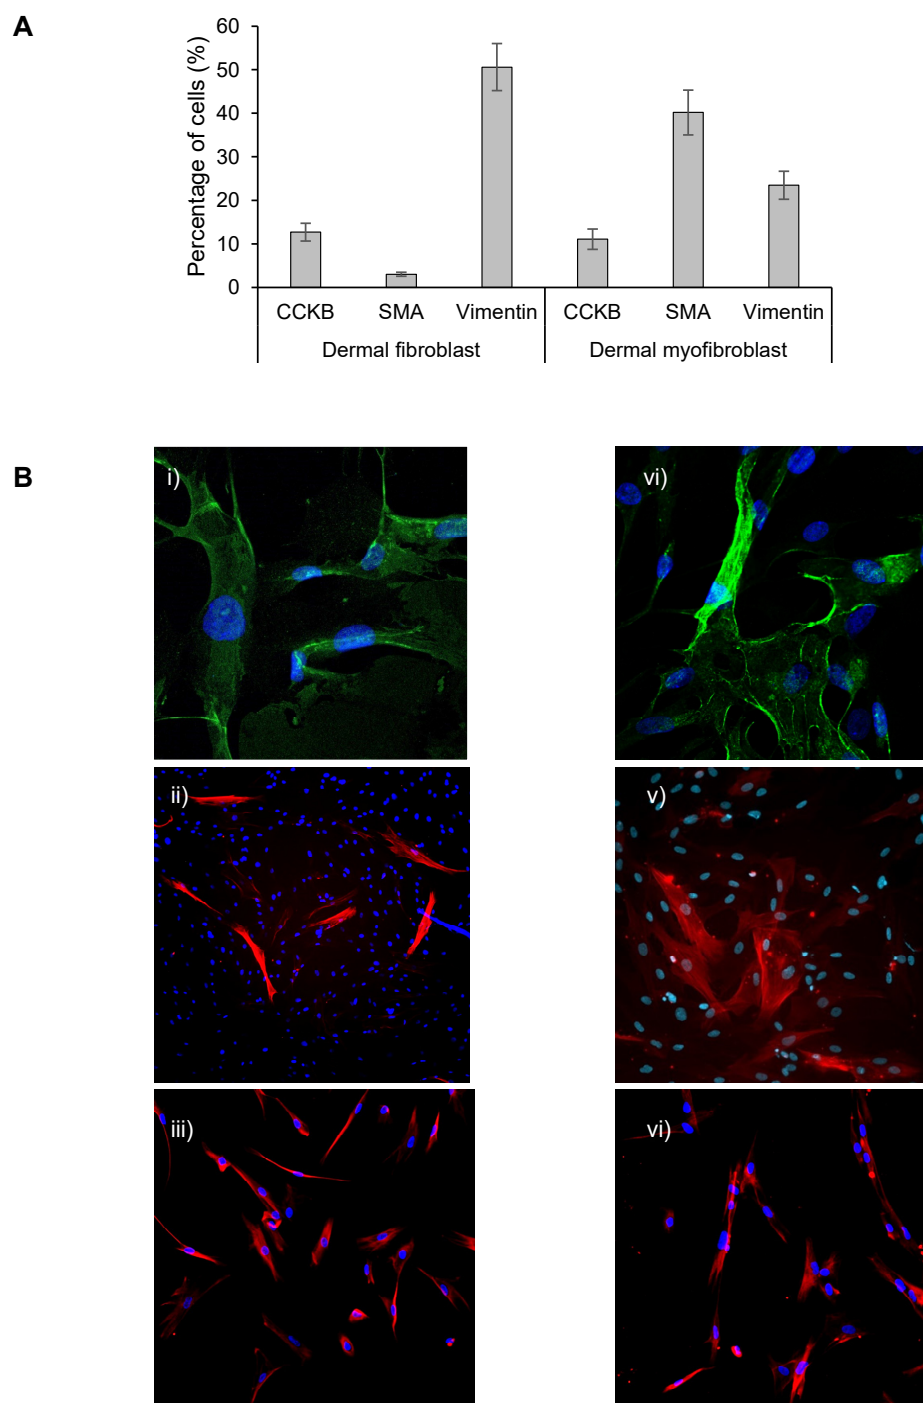 A
60
50
40
30
20
10
0
Percentage of cells (%)
CCKB SMA Vimentin CCKB SMA Vimentin
Dermal fibroblast Dermal myofibroblast
B
i) vi)
ii) v)
iii) vi)